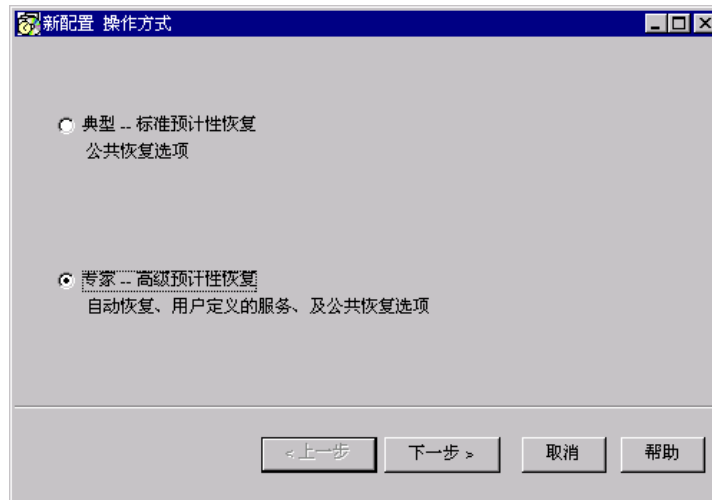 新配置 操作方式
典型 -- 标准预计性恢复
公共恢复选项
专家 -- 高级预计性恢复
自动恢复、用户定义的服务、及公共恢复选项
<上一步 下一步 > 取消 帮助